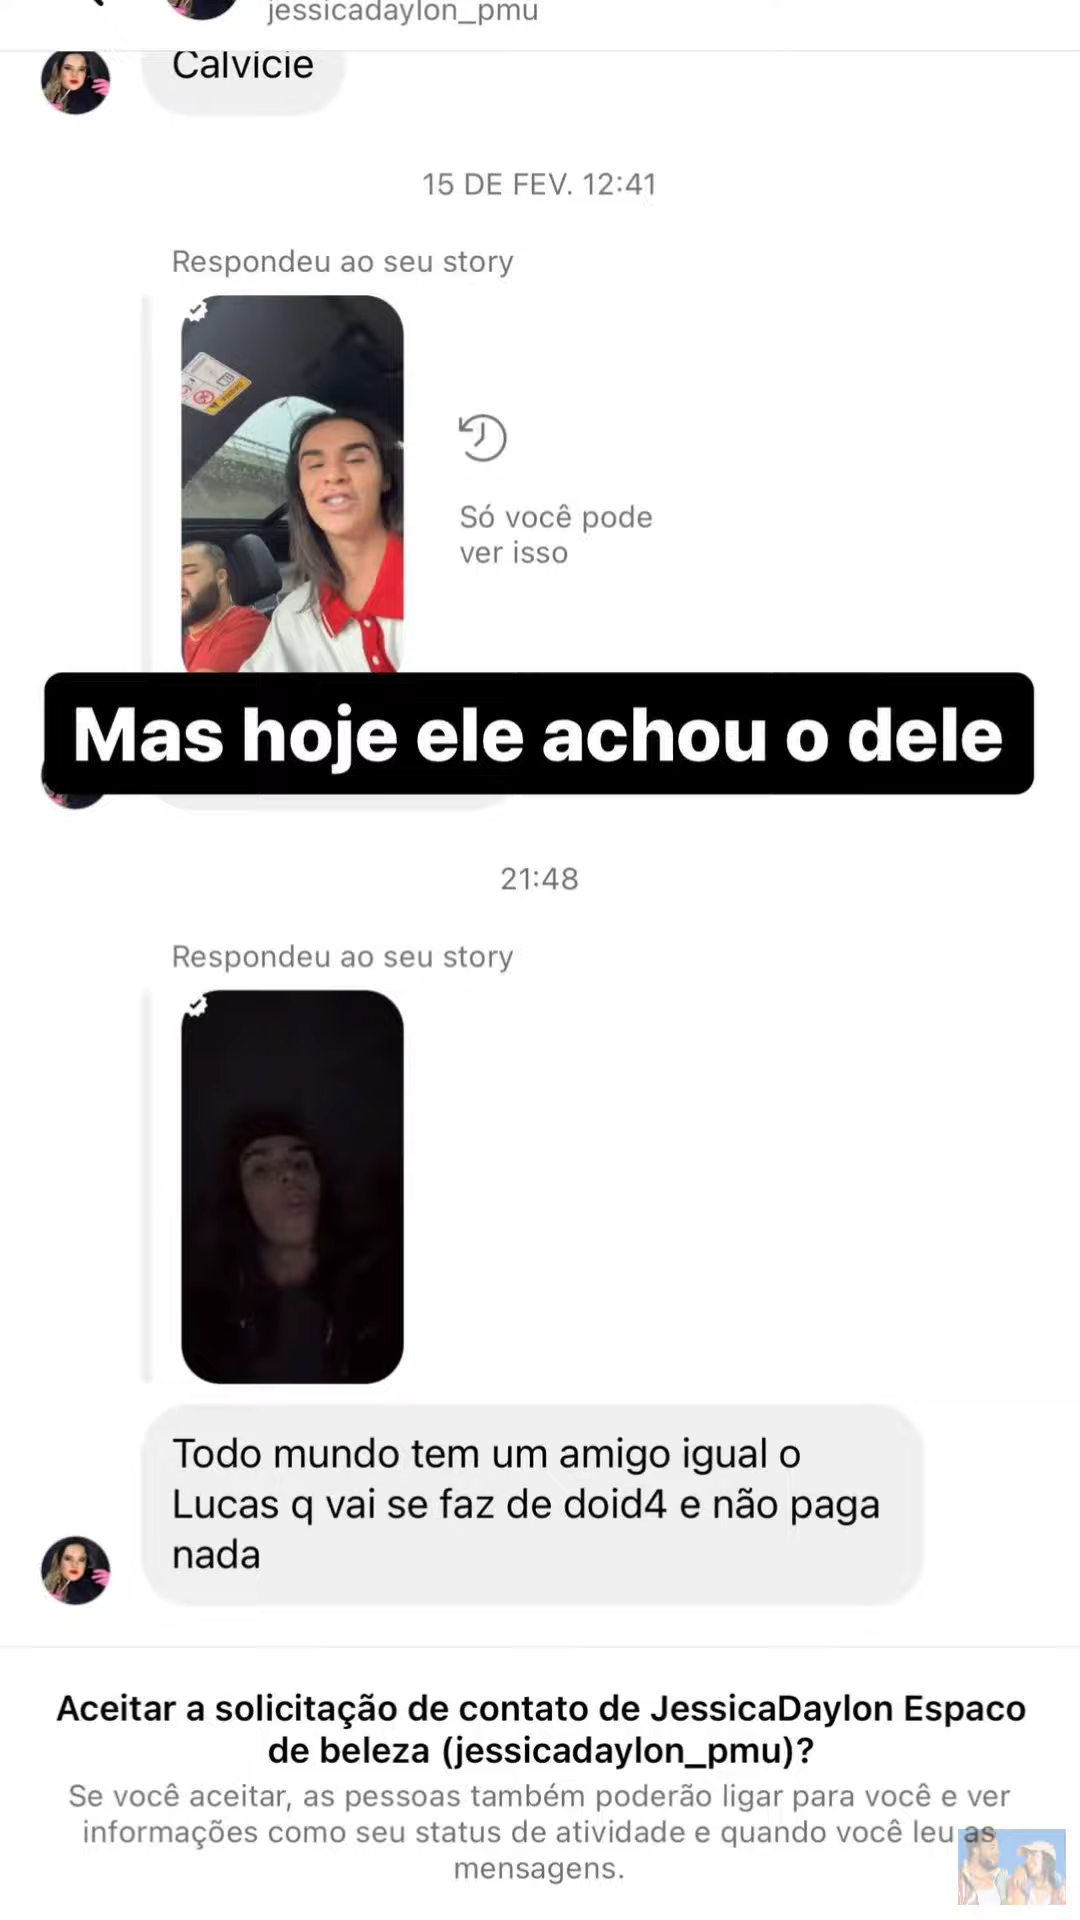 jessicadaylon_pmu
Calvície
15 DE FEV. 12:41
Respondeu ao seu story
Só você pode
ver isso
Mas hoje ele achou o dele
21:48
Respondeu ao seu story
Todo mundo tem um amigo igual o
Lucas q vai se faz de doid4 e não paga
nada
Aceitar a solicitação de contato de JessicaDaylon Espaco
de beleza (jessicadaylon_pmu)?
Se você aceitar, as pessoas também poderão ligar para você e ver
informações como seu status de atividade e quando você leu as
mensagens.